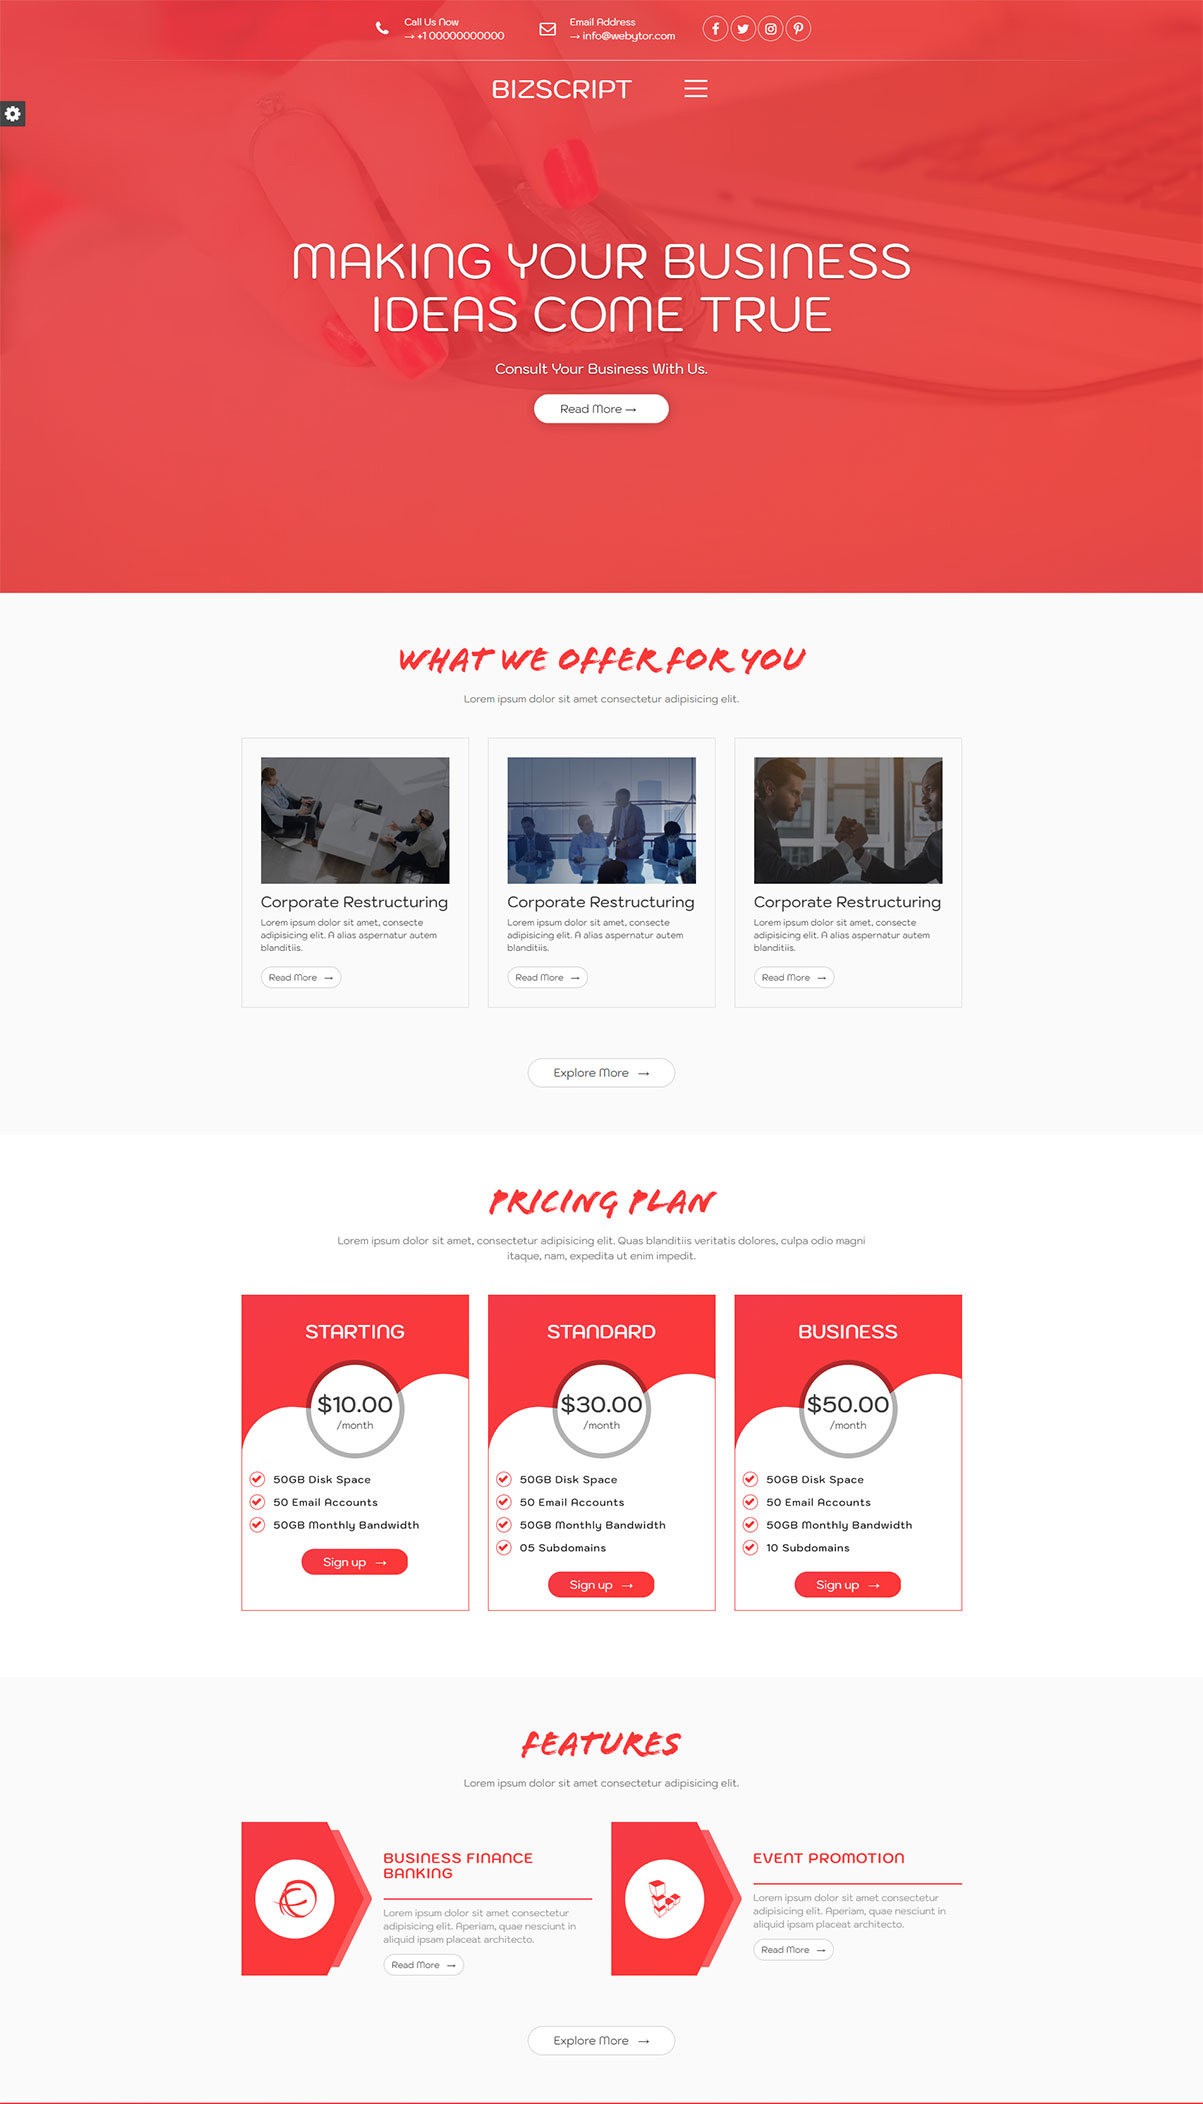 Call Us Now
→ +1 00000000000
Email Address
→ info@webytor.com
BIZSCRIPT
MAKING YOUR BUSINESS
IDEAS COME TRUE
Consult Your Business With Us.
Read More →
WHAT WE OFFER FOR YOU
Lorem ipsum dolor sit amet consectetur adipisicing elit.
Corporate Restructuring
Lorem ipsum dolor sit amet, consecte
adipisicing elit. A alias aspernatur autem
blanditiis.
Read More →
Corporate Restructuring
Lorem ipsum dolor sit amet, consecte
adipisicing elit. A alias aspernatur autem
blanditiis.
Read More →
Corporate Restructuring
Lorem ipsum dolor sit amet, consecte
adipisicing elit. A alias aspernatur autem
blanditiis.
Read More →
Explore More →
PRICING PLAN
Lorem ipsum dolor sit amet, consectetur adipisicing elit. Quas blanditiis veritatis dolores, culpa odio magni
itaque, nam, expedita ut enim impedit.
STARTING
$10.00
/month
50GB Disk Space
50 Email Accounts
50GB Monthly Bandwidth
Sign up →
STANDARD
$30.00
/month
50GB Disk Space
50 Email Accounts
50GB Monthly Bandwidth
05 Subdomains
Sign up →
BUSINESS
$50.00
/month
50GB Disk Space
50 Email Accounts
50GB Monthly Bandwidth
10 Subdomains
Sign up →
FEATURES
Lorem ipsum dolor sit amet consectetur adipisicing elit.
BUSINESS FINANCE
BANKING
Lorem ipsum dolor sit amet consectetur
adipisicing elit. Aperiam, quae nesciunt in
aliquid ipsam placeat architecto.
Read More →
EVENT PROMOTION
Lorem ipsum dolor sit amet consectetur
adipisicing elit. Aperiam, quae nesciunt in
aliquid ipsam placeat architecto.
Read More →
Explore More →